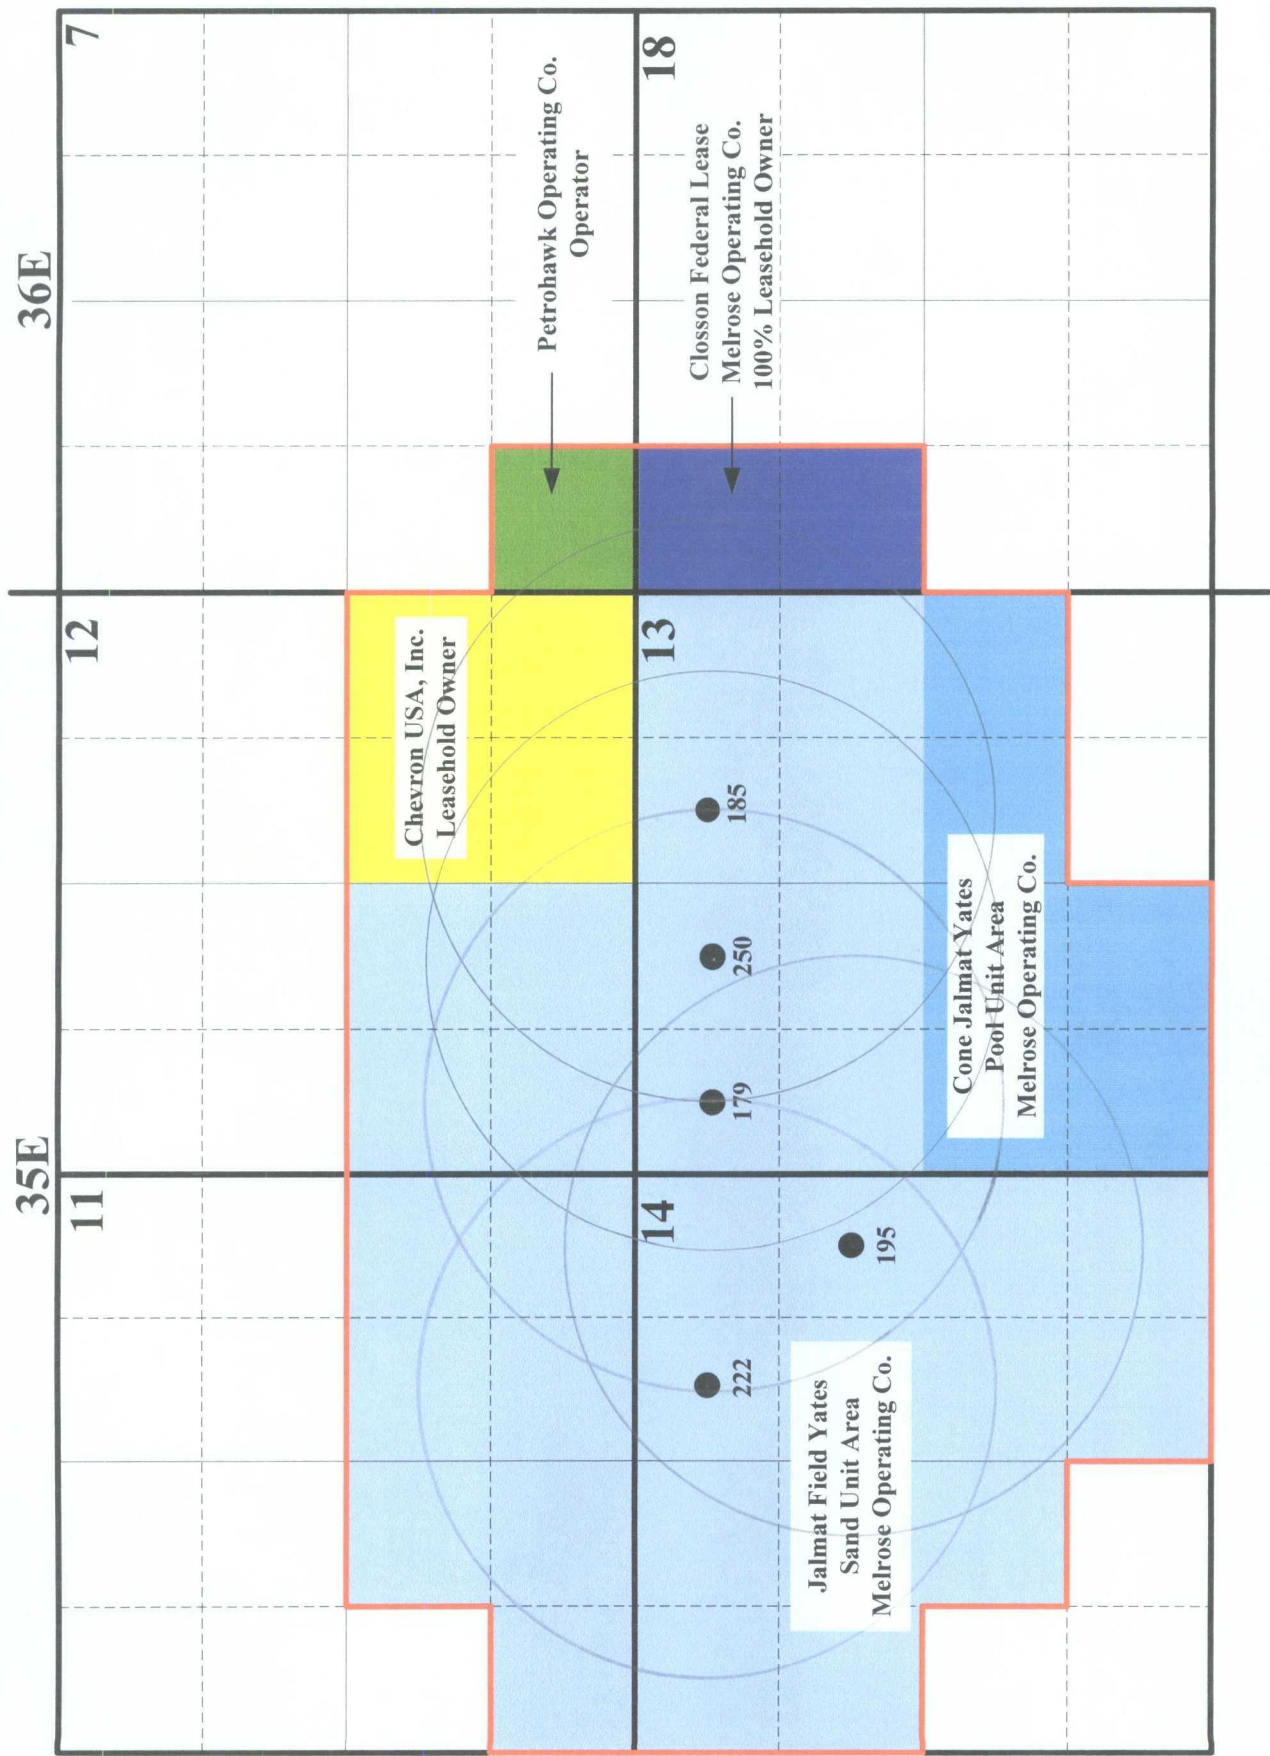 36E
35E
7
18
12
13
11
14
Petrohawk Operating Co.
Operator
Closson Federal Lease
Melrose Operating Co.
100% Leasehold Owner
Chevron USA, Inc.
Leasehold Owner
185
250
179
195
222
Cone Jalmat Yates
Pool Unit Area
Melrose Operating Co.
Jalmat Field Yates
Sand Unit Area
Melrose Operating Co.